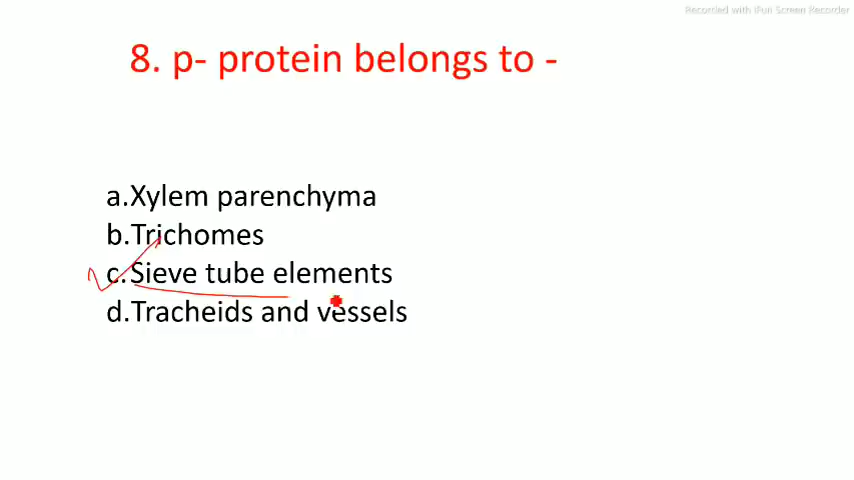 Recorded with iFun Screen Recorder
8. p- protein belongs to -
a.Xylem parenchyma
b.Trichomes
c.Sieve tube elements
d.Tracheids and vessels